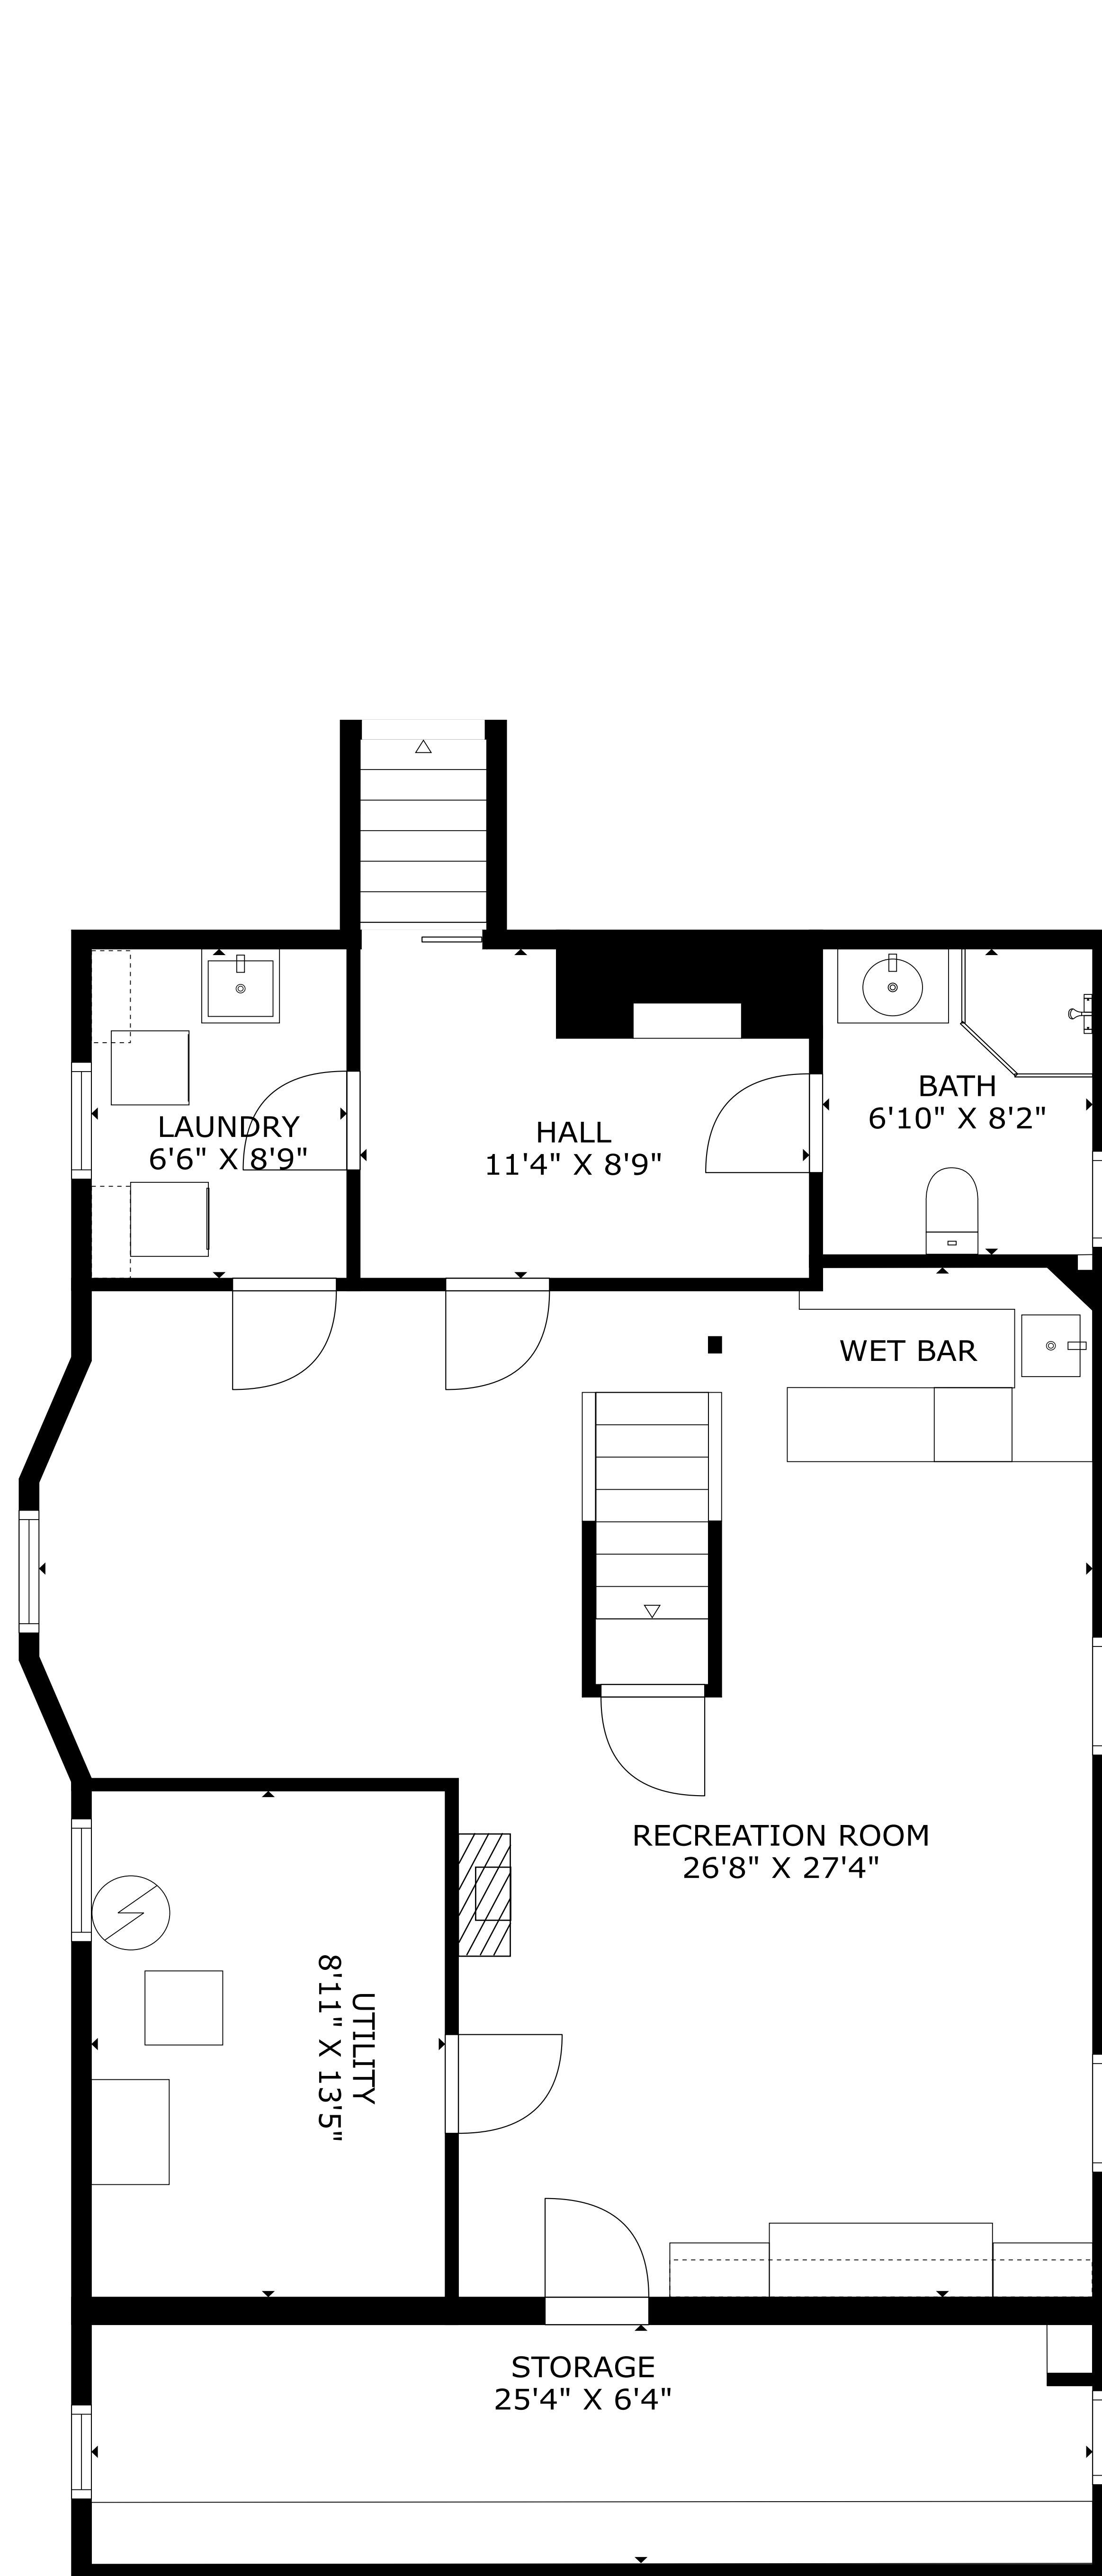 BATH
6'10" X 8'2"
LAUNDRY
6'6" X 8'9"
HALL
11'4" X 8'9"
WET BAR
RECREATION ROOM
26'8" X 27'4"
UTILITY
8'11" X 13'5"
STORAGE
25'4" X 6'4"